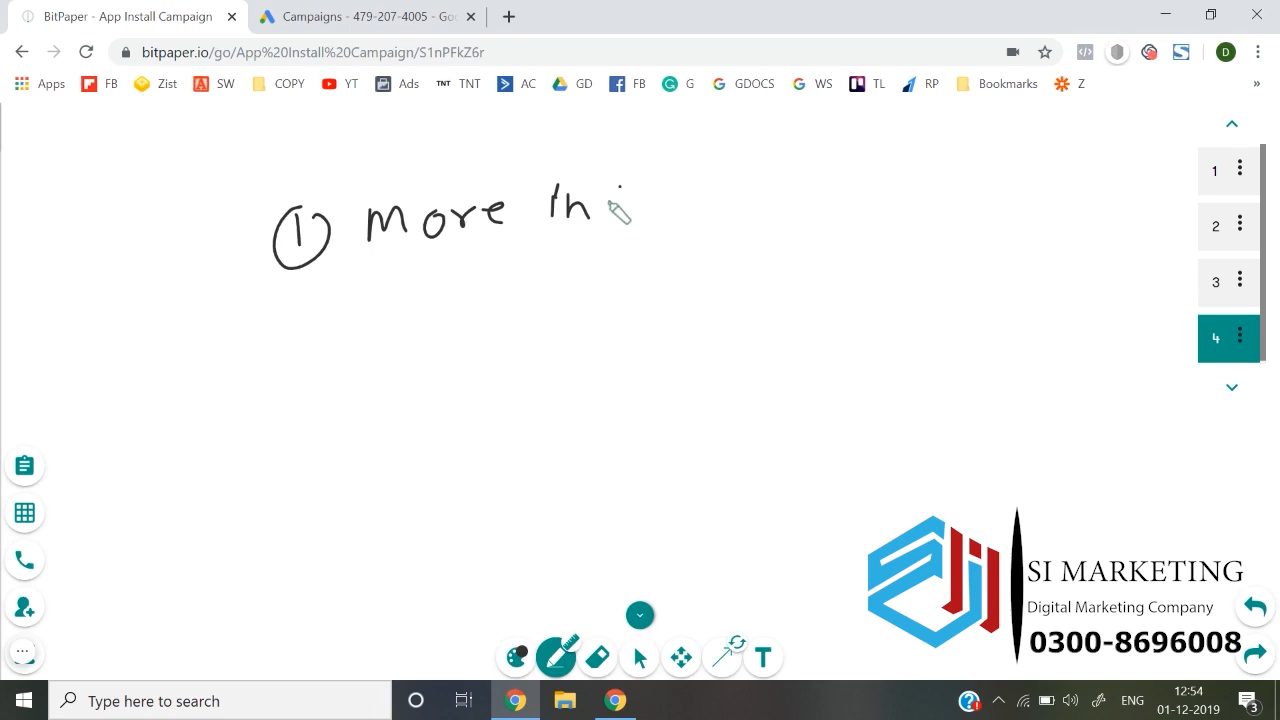 BitPaper - App Install Campaign
Campaigns - 479-207-4005 - Goo
bitpaper.io/go/App%20Install%20Campaign/S1nPFkZ6r
D
Apps FB Zist SW COPY YT Ads TNT TNT AC GD FB G GDOCS WS TL RP Bookmarks Z »
1
① More In
2
3
4
SI MARKETING
Digital Marketing Company
0300-8696008
T
Type here to search
ENG
12:54
01-12-2019
3